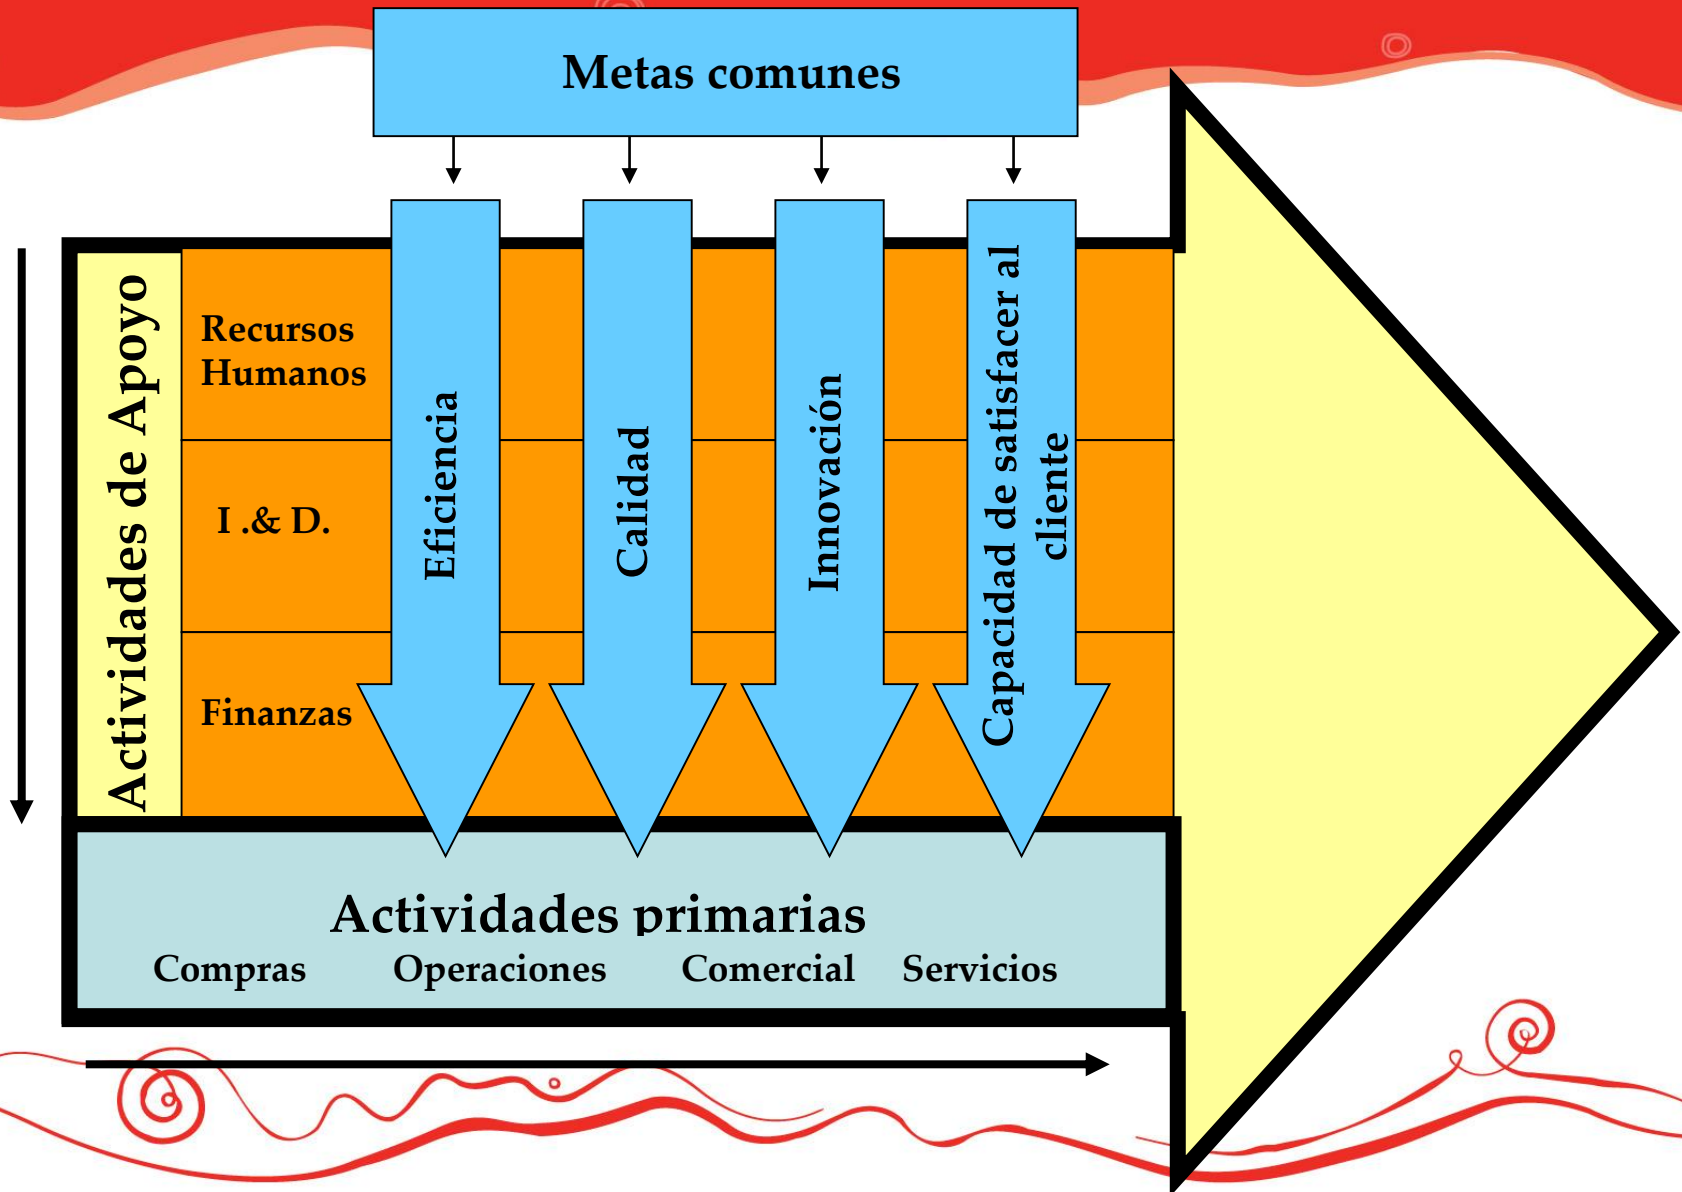 Metas comunes
Actividades de Apoyo
Recursos
Humanos
I .& D.
Finanzas
Eficiencia
Calidad
Innovación
Capacidad de satisfacer al
cliente
Actividades primarias
Compras Operaciones Comercial Servicios